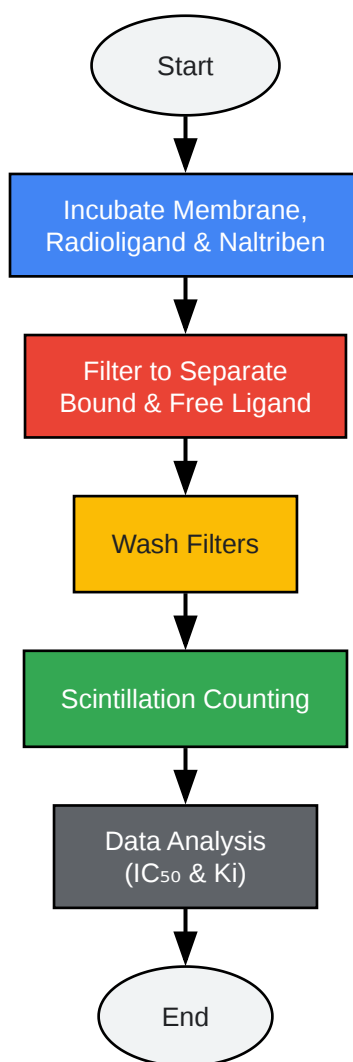 Start
Incubate Membrane,
Radioligand & Naltriben
Filter to Separate
Bound & Free Ligand
Wash Filters
Scintillation Counting
Data Analysis
(IC₅₀ & Ki)
End